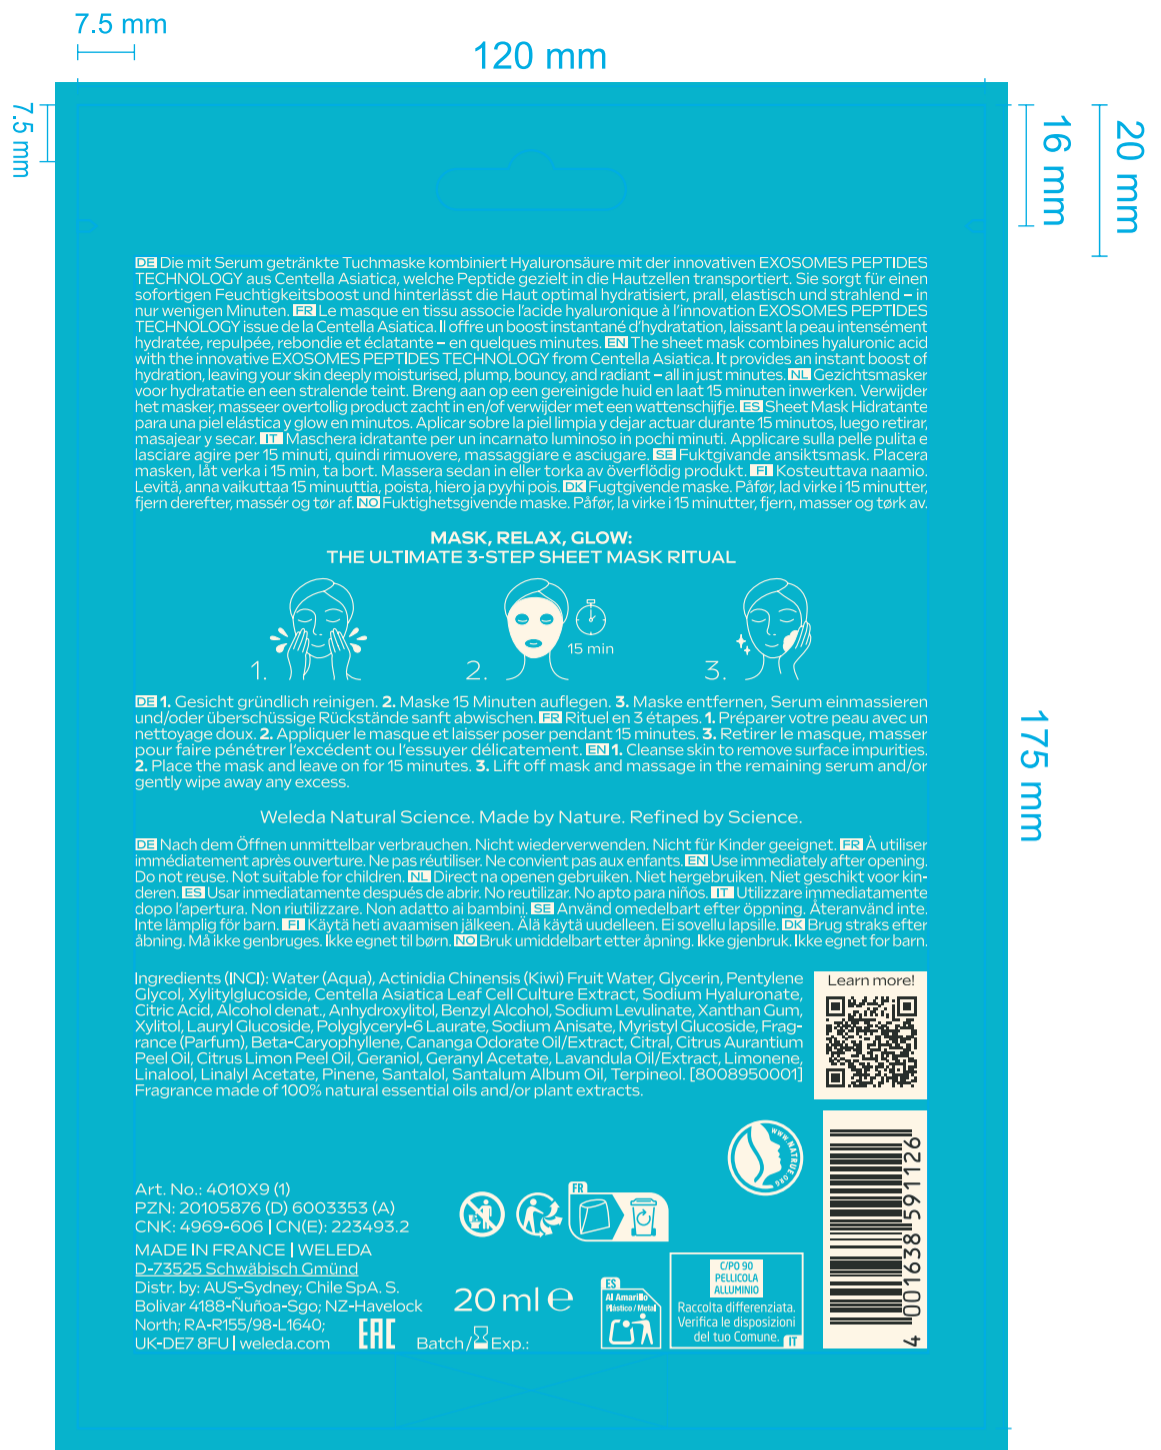 7.5 mm
120 mm
7.5 mm
16 mm
20 mm
DE Die mit Serum getränkte Tuchmaske kombiniert Hyaluronsäure mit der innovativen EXOSOMES PEPTIDES
TECHNOLOGY aus Centella Asiatica, welche Peptide gezielt in die Hautzellen transportiert. Sie sorgt für einen
sofortigen Feuchtigkeitsboost und hinterlässt die Haut optimal hydratisiert, prall, elastisch und strahlend – in
nur wenigen Minuten. FR Le masque en tissu associe l'acide hyaluronique à l'innovation EXOSOMES PEPTIDES
TECHNOLOGY issue de la Centella Asiatica. Il offre un boost instantané d'hydratation, laissant la peau intensément
hydratée, repulpée, rebondie et éclatante – en quelques minutes. EN The sheet mask combines hyaluronic acid
with the innovative EXOSOMES PEPTIDES TECHNOLOGY from Centella Asiatica. It provides an instant boost of
hydration, leaving your skin deeply moisturised, plump, bouncy, and radiant – all in just minutes. NL Gezichtsmasker
voor hydratatie en een stralende teint. Breng aan op een gereinigde huid en laat 15 minuten inwerken. Verwijder
het masker, masseer overtollig product zacht in en/of verwijder met een wattenschijfje. ES Sheet Mask Hidratante
para una piel elástica y glow en minutos. Aplicar sobre la piel limpia y dejar actuar durante 15 minutos, luego retirar,
masajear y secar. IT Maschera idratante per un incarnato luminoso in pochi minuti. Applicare sulla pelle pulita e
lasciare agire per 15 minuti, quindi rimuovere, massaggiare e asciugare. SE Fuktgivande ansiktsmask. Placera
masken, låt verka i 15 min, ta bort. Massera sedan in eller torka av överflödig produkt. FI Kosteuttava naamio.
Levitä, anna vaikuttaa 15 minuuttia, poista, hiero ja pyyhi pois. DK Fugtgivende maske. Påfør, lad virke i 15 minutter,
fjern derefter, massér og tør af. NO Fuktighetsgivende maske. Påfør, la virke i 15 minutter, fjern, masser og tørk av.
MASK, RELAX, GLOW:
THE ULTIMATE 3-STEP SHEET MASK RITUAL
1.
2.
15 min
3.
DE 1. Gesicht gründlich reinigen. 2. Maske 15 Minuten auflegen. 3. Maske entfernen, Serum einmassieren
und/oder überschüssige Rückstände sanft abwischen. FR Rituel en 3 étapes. 1. Préparer votre peau avec un
nettoyage doux. 2. Appliquer le masque et laisser poser pendant 15 minutes. 3. Retirer le masque, masser
pour faire pénétrer l'excédent ou l'essuyer délicatement. EN 1. Cleanse skin to remove surface impurities.
2. Place the mask and leave on for 15 minutes. 3. Lift off mask and massage in the remaining serum and/or
gently wipe away any excess.
175 mm
Weleda Natural Science. Made by Nature. Refined by Science.
DE Nach dem Öffnen unmittelbar verbrauchen. Nicht wiederverwenden. Nicht für Kinder geeignet. FR À utiliser
immédiatement après ouverture. Ne pas réutiliser. Ne convient pas aux enfants. EN Use immediately after opening.
Do not reuse. Not suitable for children. NL Direct na openen gebruiken. Niet hergebruiken. Niet geschikt voor kin-
deren. ES Usar inmediatamente después de abrir. No reutilizar. No apto para niños. IT Utilizzare immediatamente
dopo l'apertura. Non riutilizzare. Non adatto ai bambini. SE Använd omedelbart efter öppning. Återanvänd inte.
Inte lämplig för barn. FI Käytä heti avaamisen jälkeen. Älä käytä uudelleen. Ei sovellu lapsille. DK Brug straks efter
åbning. Må ikke genbruges. Ikke egnet til børn. NO Bruk umiddelbart etter åpning. Ikke gjenbruk. Ikke egnet for barn.
Ingredients (INCI): Water (Aqua), Actinidia Chinensis (Kiwi) Fruit Water, Glycerin, Pentylene
Glycol, Xylitylglucoside, Centella Asiatica Leaf Cell Culture Extract, Sodium Hyaluronate,
Citric Acid, Alcohol denat., Anhydroxylitol, Benzyl Alcohol, Sodium Levulinate, Xanthan Gum,
Xylitol, Lauryl Glucoside, Polyglyceryl-6 Laurate, Sodium Anisate, Myristyl Glucoside, Frag-
rance (Parfum), Beta-Caryophyllene, Cananga Odorate Oil/Extract, Citral, Citrus Aurantium
Peel Oil, Citrus Limon Peel Oil, Geraniol, Geranyl Acetate, Lavandula Oil/Extract, Limonene,
Linalool, Linalyl Acetate, Pinene, Santalol, Santalum Album Oil, Terpineol. [8008950001]
Fragrance made of 100% natural essential oils and/or plant extracts.
Learn more!
WWW.NATRUE.ORG
4 001638 591126
Art. No.: 4010X9 (1)
PZN: 20105876 (D) 6003353 (A)
CNK: 4969-606 | CN(E): 223493.2
FR
MADE IN FRANCE | WELEDA
D-73525 Schwäbisch Gmünd
Distr. by: AUS-Sydney; Chile SpA. S.
Bolivar 4188-Ñuñoa-Sgo; NZ-Havelock
North; RA-R155/98-L1640;
UK-DE7 8FU | weleda.com
EAC
20 ml e
Batch/ Exp.:
ES
Al Amarillo
Plástico / Metal
C/PO 90
PELLICOLA
ALLUMINIO
Raccolta differenziata.
Verifica le disposizioni
del tuo Comune. IT